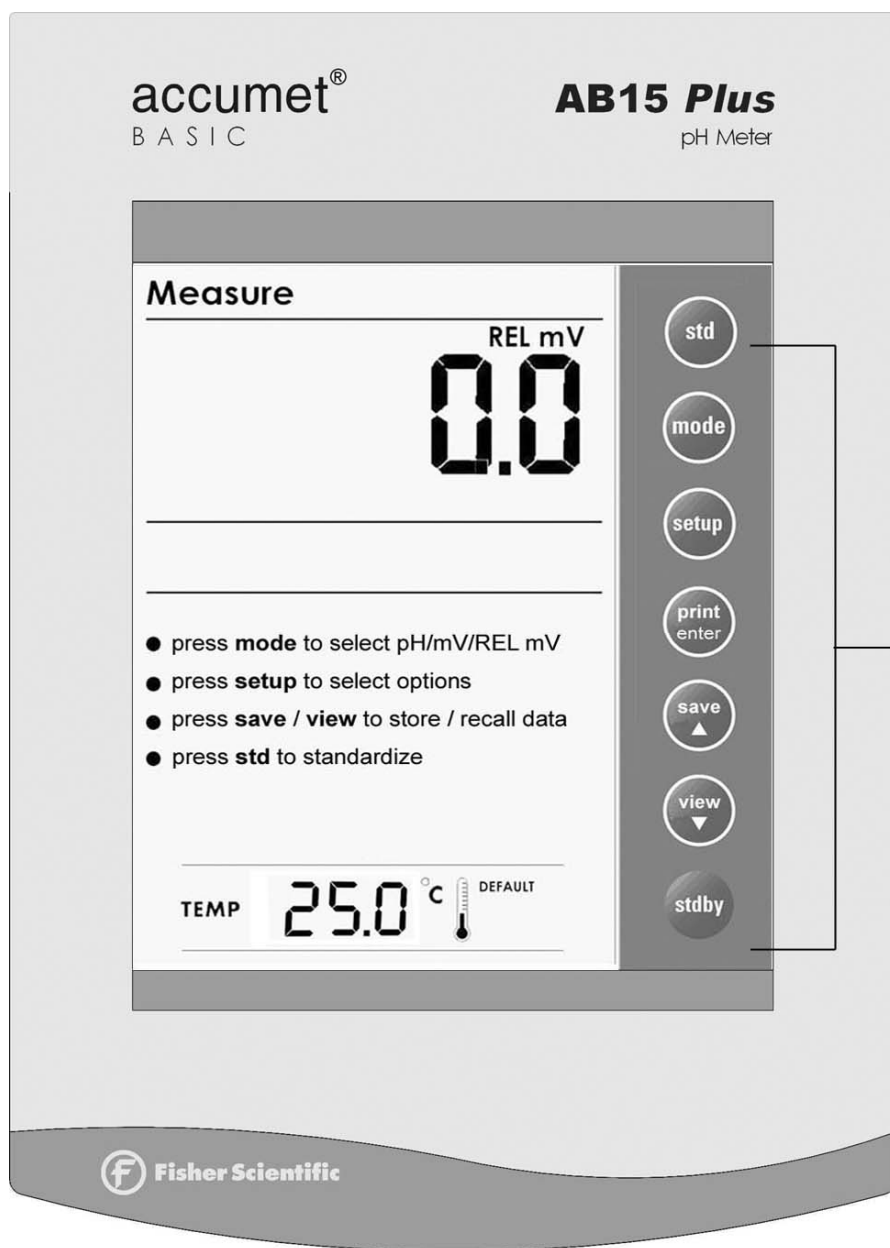 accumet®
BASIC
AB15 Plus
pH Meter
Measure
REL mV
0.0
● press mode to select pH/mV/REL mV
● press setup to select options
● press save / view to store / recall data
● press std to standardize
TEMP 25.0 °C DEFAULT
std
mode
setup
print
enter
save
▲
view
▼
stdby
Fisher Scientific